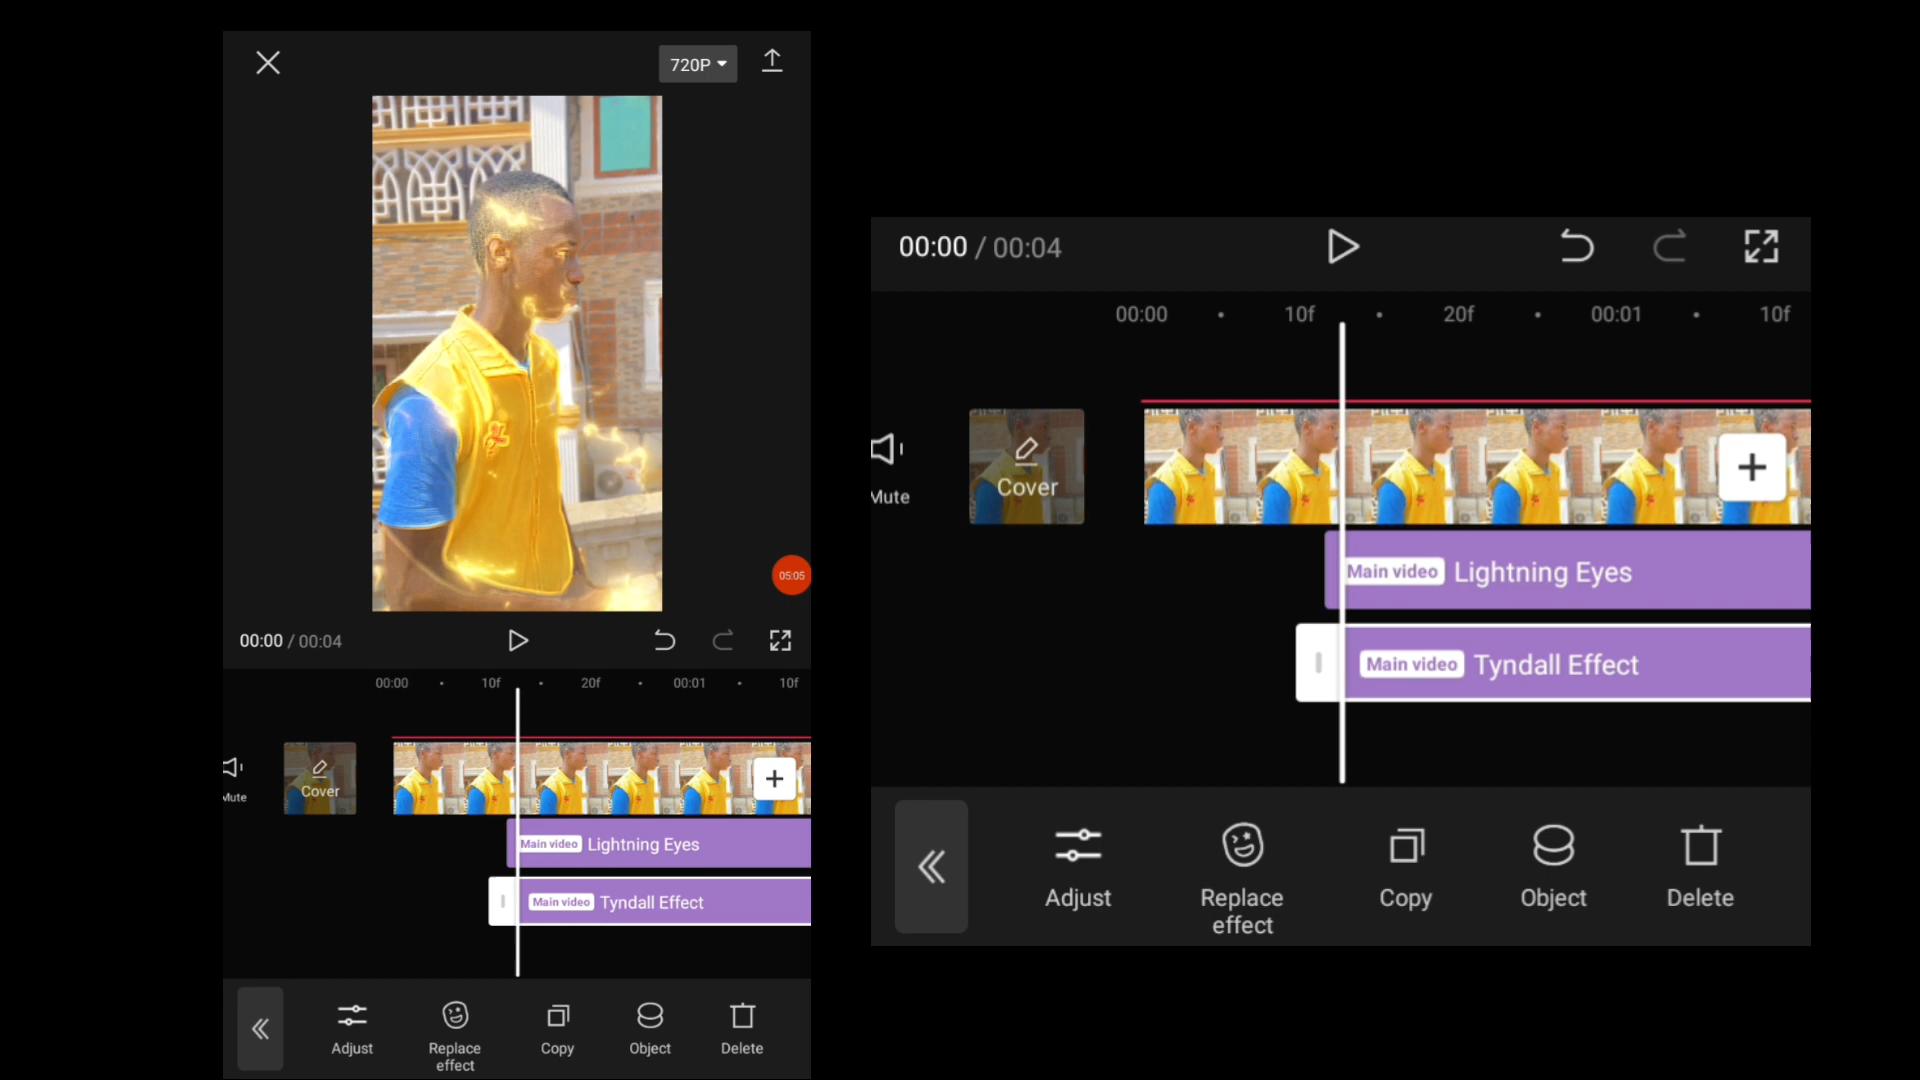 720P
05:05
00:00 / 00:04
00:00 10f 20f 00:01 10f
Mute
Cover
Main video Lightning Eyes
Main video Tyndall Effect
Adjust
Replace
effect
Copy
Object
Delete
00:00 / 00:04
00:00 10f 20f 00:01 10f
Mute
Cover
Main video Lightning Eyes
Main video Tyndall Effect
Adjust
Replace
effect
Copy
Object
Delete